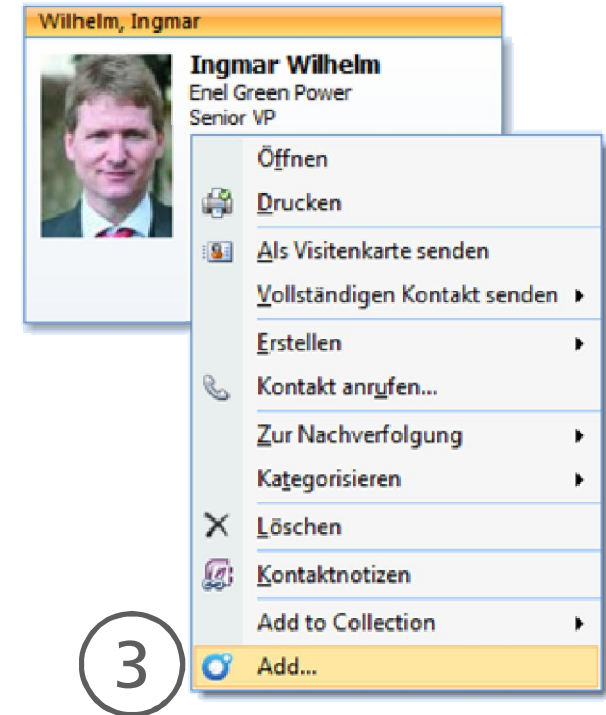 Wilhelm, Ingmar
Ingmar Wilhelm
Enel Green Power
Senior VP
Öffnen
Drucken
Als Visitenkarte senden
Vollständigen Kontakt senden
Erstellen
Kontakt anrufen...
Zur Nachverfolgung
Kategorisieren
Löschen
Kontaktnotizen
Add to Collection
3 Add...